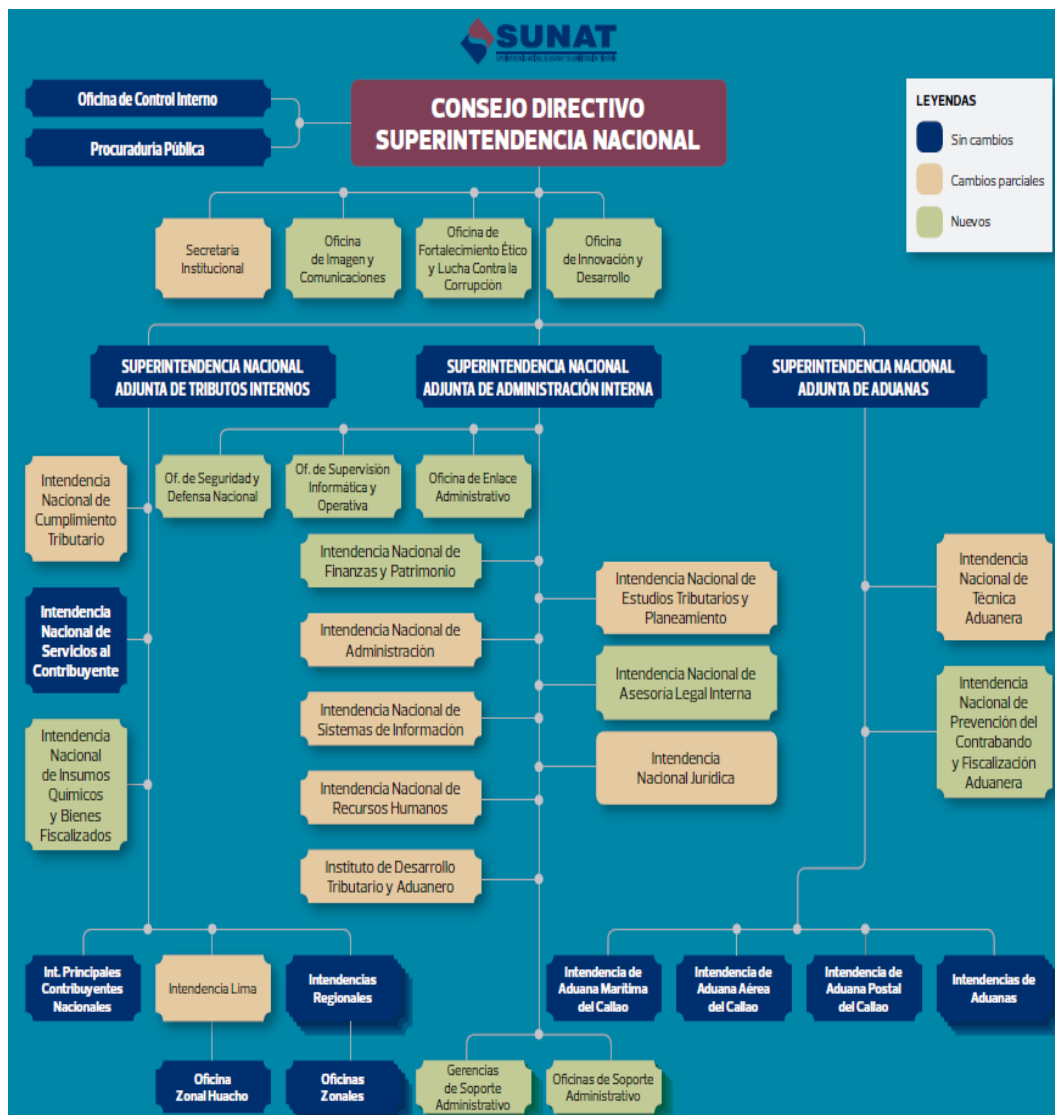 SUNAT
Oficina de Control Interno
Procuraduría Pública
CONSEJO DIRECTIVO
SUPERINTENDENCIA NACIONAL
LEYENDAS
Sin cambios
Cambios parciales
Nuevos
Secretaria
Institucional
Oficina
de Imagen y
Comunicaciones
Oficina de
Fortalecimiento Ético
y Lucha Contra la
Corrupción
Oficina
de Innovación y
Desarrollo
SUPERINTENDENCIA NACIONAL
ADJUNTA DE TRIBUTOS INTERNOS
SUPERINTENDENCIA NACIONAL
ADJUNTA DE ADMINISTRACIÓN INTERNA
SUPERINTENDENCIA NACIONAL
ADJUNTA DE ADUANAS
Intendencia
Nacional de
Cumplimiento
Tributario
Of. de Seguridad y
Defensa Nacional
Of. de Supervisión
Informática y
Operativa
Oficina de Enlace
Administrativo
Intendencia
Nacional de
Servicios al
Contribuyente
Intendencia
Nacional
de Insumos
Químicos
y Bienes
Fiscalizados
Intendencia Nacional de
Finanzas y Patrimonio
Intendencia Nacional de
Administración
Intendencia Nacional de
Sistemas de Información
Intendencia Nacional de
Recursos Humanos
Instituto de Desarrollo
Tributario y Aduanero
Intendencia Nacional de
Estudios Tributarios y
Planeamiento
Intendencia Nacional de
Asesoría Legal Interna
Intendencia
Nacional Jurídica
Intendencia
Nacional de
Técnica
Aduanera
Intendencia
Nacional de
Prevención del
Contrabando
y Fiscalización
Aduanera
Int. Principales
Contribuyentes
Nacionales
Intendencia Lima
Intendencias
Regionales
Intendencia de
Aduana Marítima
del Callao
Intendencia de
Aduana Aérea
del Callao
Intendencia de
Aduana Postal
del Callao
Intendencias de
Aduanas
Oficina
Zonal Huacho
Oficinas
Zonales
Gerencias
de Soporte
Administrativo
Oficinas de Soporte
Administrativo